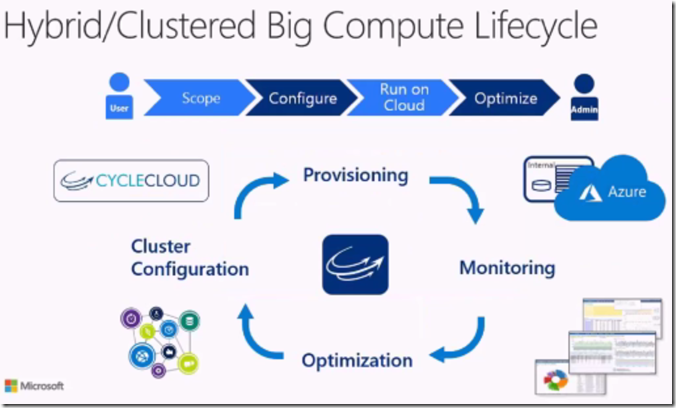 Hybrid/Clustered Big Compute Lifecycle
User
Scope
Configure
Run on
Cloud
Optimize
Admin
CYCLECLOUD
Provisioning
Internal
Azure
Cluster
Configuration
Monitoring
Optimization
Microsoft